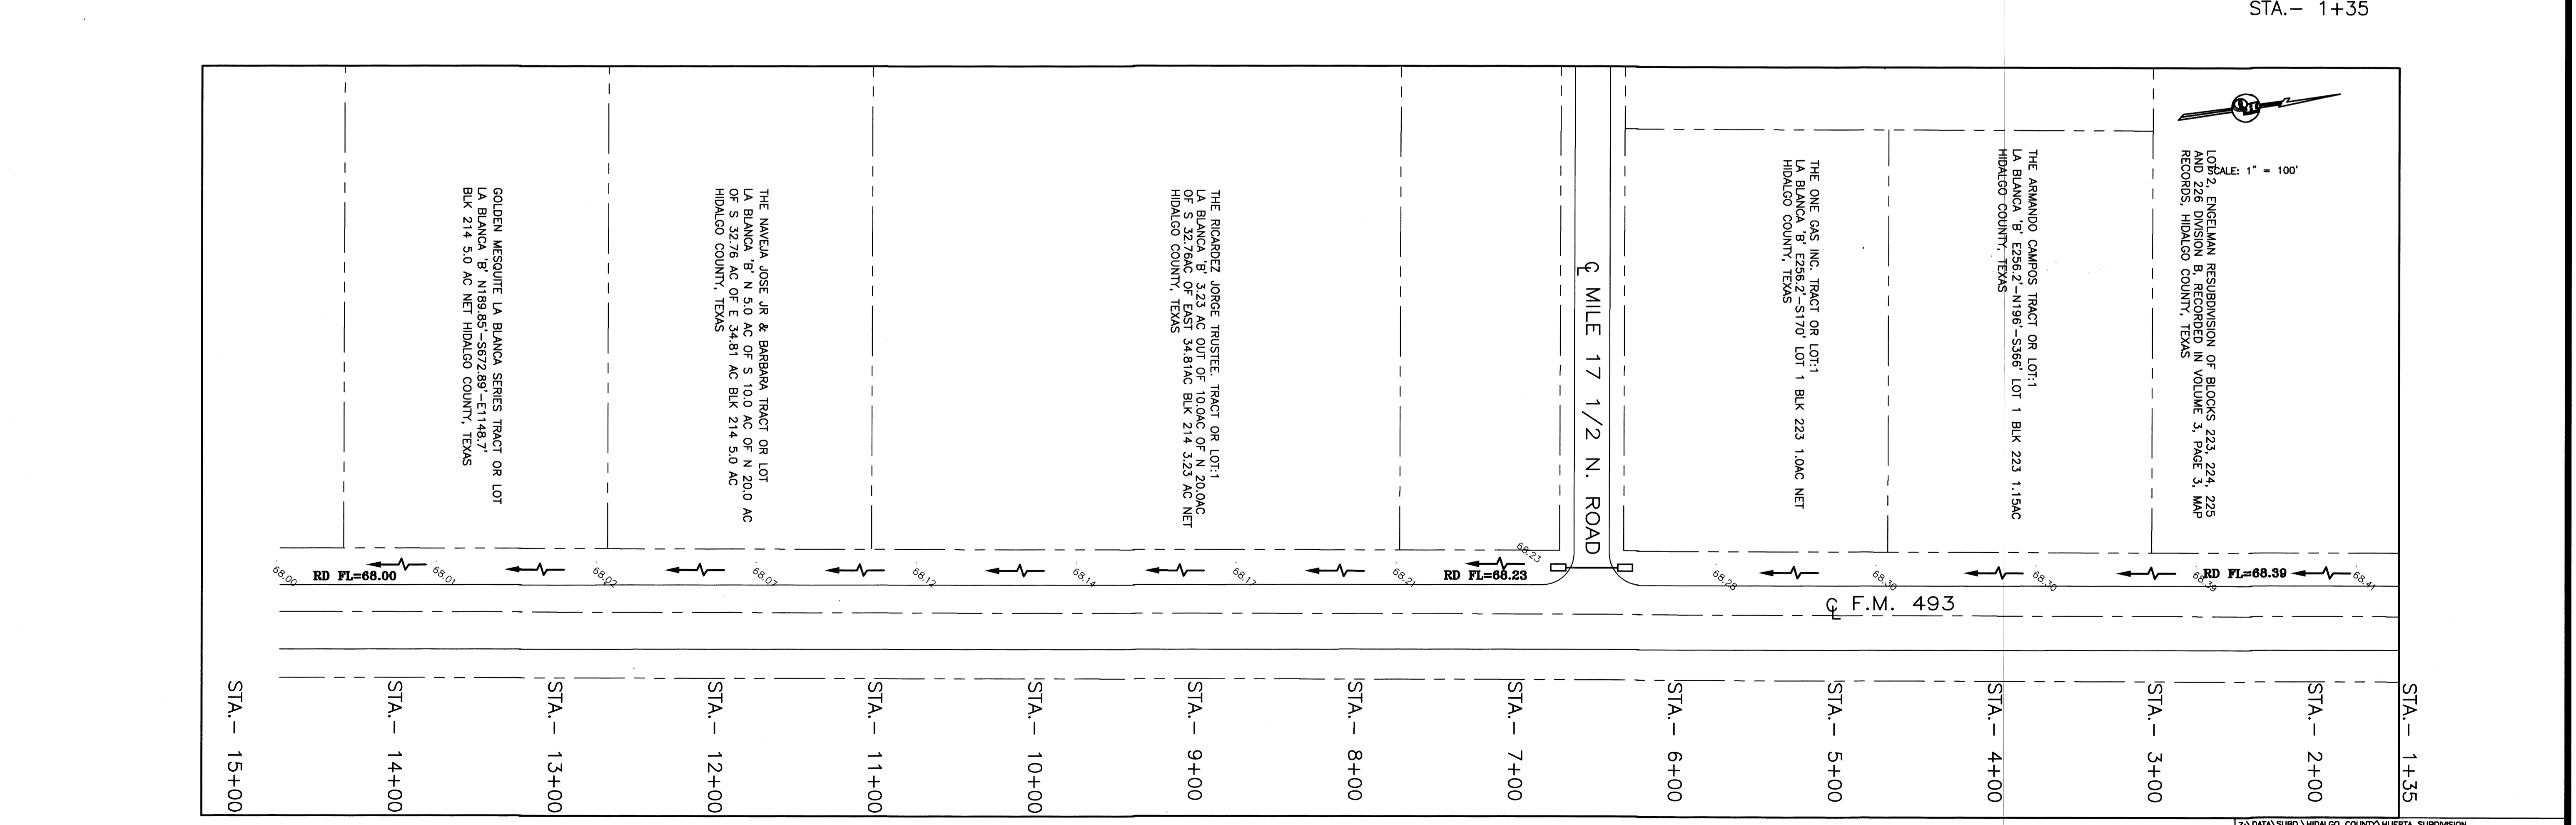 STA.- 1+35
SCALE: 1" = 100'
LOT 2, ENGELMAN RESUBDIVISION OF BLOCKS 223, 224, 225
AND 226 DIVISION B, RECORDED IN VOLUME 3, PAGE 3, MAP
RECORDS, HIDALGO COUNTY, TEXAS
THE ARMANDO CAMPOS TRACT OR LOT:1
LA BLANCA 'B' E256.2'-N196'-S366' LOT 1 BLK 223 1.15AC
HIDALGO COUNTY, TEXAS
THE ONE GAS INC. TRACT OR LOT:1
LA BLANCA 'B' E256.2'-S170' LOT 1 BLK 223 1.0AC NET
HIDALGO COUNTY, TEXAS
℄ MILE 17 1/2 N. ROAD
THE RICARDEZ JORGE TRUSTEE. TRACT OR LOT:1
LA BLANCA 'B' 3.23 AC OUT OF 10.0AC OF N 20.0AC
OF S 32.76AC OF EAST 34.81AC BLK 214 3.23 AC NET
HIDALGO COUNTY, TEXAS
THE NAVEJA JOSE JR & BARBARA TRACT OR LOT
LA BLANCA 'B' N 5.0 AC OF S 10.0 AC OF N 20.0 AC
OF S 32.76 AC OF E 34.81 AC BLK 214 5.0 AC
HIDALGO COUNTY, TEXAS
GOLDEN MESQUITE LA BLANCA SERIES TRACT OR LOT
LA BLANCA 'B' N189.85'-S672.89'-E1148.7'
BLK 214 5.0 AC NET HIDALGO COUNTY, TEXAS
68.00
RD FL=68.00
68.01
68.02
68.07
68.12
68.14
68.17
68.21
RD FL=68.23
68.23
68.28
68.30
68.30
68.39
RD FL=68.39
68.41
℄ F.M. 493
STA.- 15+00
STA.- 14+00
STA.- 13+00
STA.- 12+00
STA.- 11+00
STA.- 10+00
STA.- 9+00
STA.- 8+00
STA.- 7+00
STA.- 6+00
STA.- 5+00
STA.- 4+00
STA.- 3+00
STA.- 2+00
STA.- 1+35
Z:\DATA\SUBD.\HIDALGO COUNTY\HUERTA SUBDIVISION